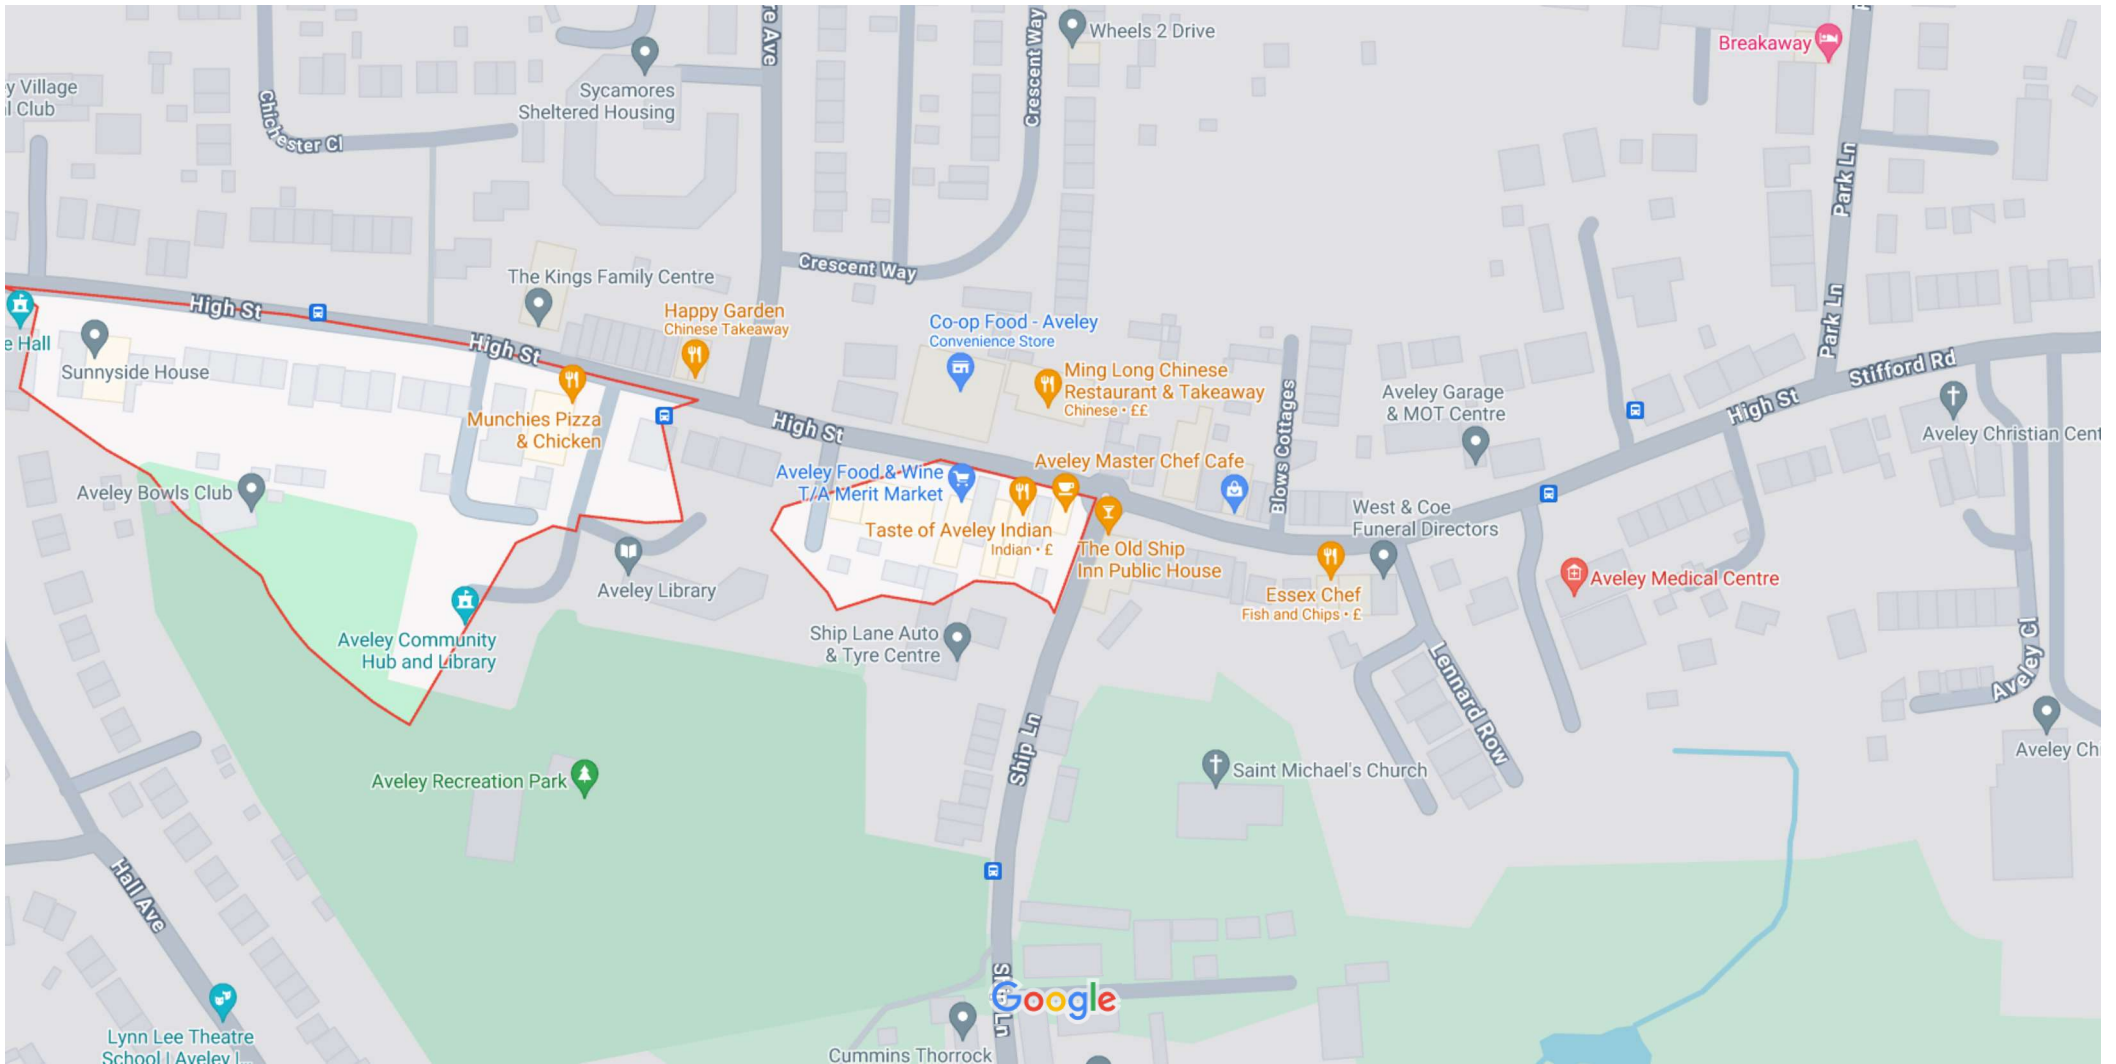 Wheels 2 Drive
Breakaway
re Ave
Crescent Way
ey Village
l Club
Sycamores
Sheltered Housing
Chichester Cl
Park Ln
Park Ln
Crescent Way
The Kings Family Centre
High St
Happy Garden
Chinese Takeaway
Co-op Food - Aveley
Convenience Store
e Hall
Sunnyside House
High St
Ming Long Chinese
Restaurant & Takeaway
Chinese • ££
Stifford Rd
Aveley Garage
& MOT Centre
High St
Munchies Pizza
& Chicken
High St
Blows Cottages
Aveley Christian Cent
Aveley Master Chef Cafe
Aveley Food & Wine
T/A Merit Market
Aveley Bowls Club
West & Coe
Funeral Directors
Taste of Aveley Indian
Indian • £
The Old Ship
Inn Public House
Aveley Library
Essex Chef
Fish and Chips • £
Aveley Medical Centre
Aveley Community
Hub and Library
Ship Lane Auto
& Tyre Centre
Lennard Row
Aveley Cl
Ship Ln
Aveley Ch
Aveley Recreation Park
Saint Michael's Church
Hall Ave
Google
Lynn Lee Theatre
School | Aveley |...
Cummins Thorrock